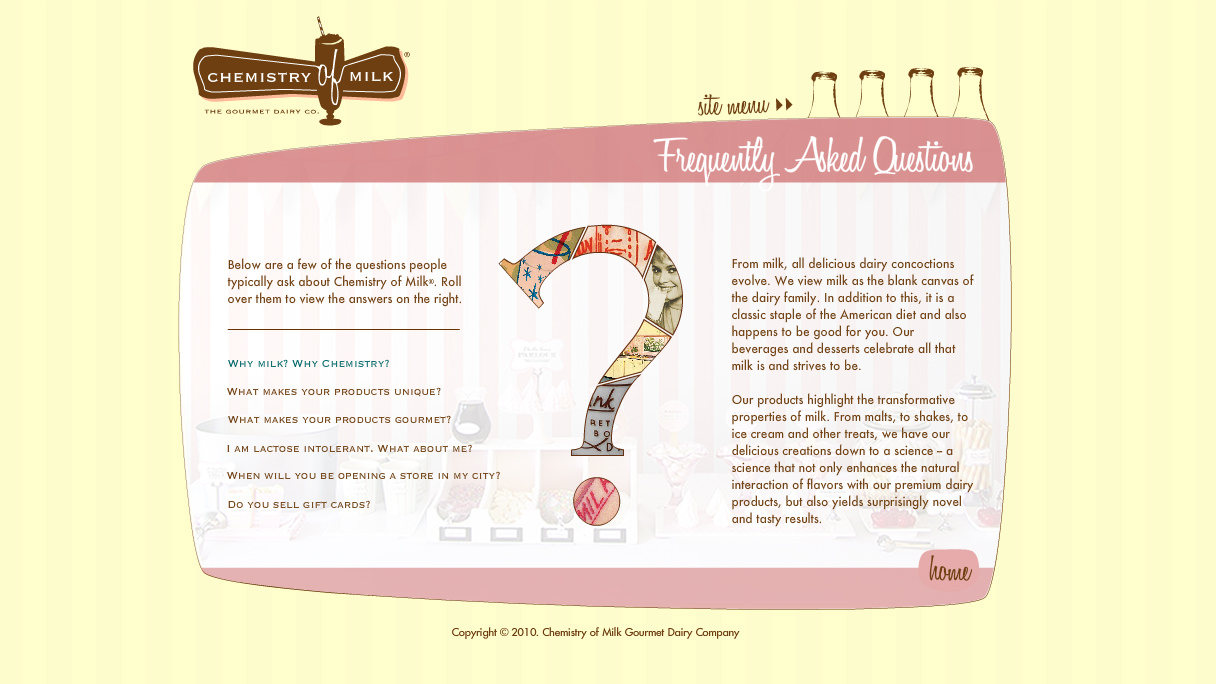 CHEMISTRY of MILK ®
THE GOURMET DAIRY CO.
site menu
Frequently Asked Questions
Below are a few of the questions people
typically ask about Chemistry of Milk®. Roll
over them to view the answers on the right.
WHY MILK? WHY CHEMISTRY?
WHAT MAKES YOUR PRODUCTS UNIQUE?
WHAT MAKES YOUR PRODUCTS GOURMET?
I AM LACTOSE INTOLERANT. WHAT ABOUT ME?
WHEN WILL YOU BE OPENING A STORE IN MY CITY?
DO YOU SELL GIFT CARDS?
From milk, all delicious dairy concoctions
evolve. We view milk as the blank canvas of
the dairy family. In addition to this, it is a
classic staple of the American diet and also
happens to be good for you. Our
beverages and desserts celebrate all that
milk is and strives to be.
Our products highlight the transformative
properties of milk. From malts, to shakes, to
ice cream and other treats, we have our
delicious creations down to a science – a
science that not only enhances the natural
interaction of flavors with our premium dairy
products, but also yields surprisingly novel
and tasty results.
home
Copyright © 2010. Chemistry of Milk Gourmet Dairy Company